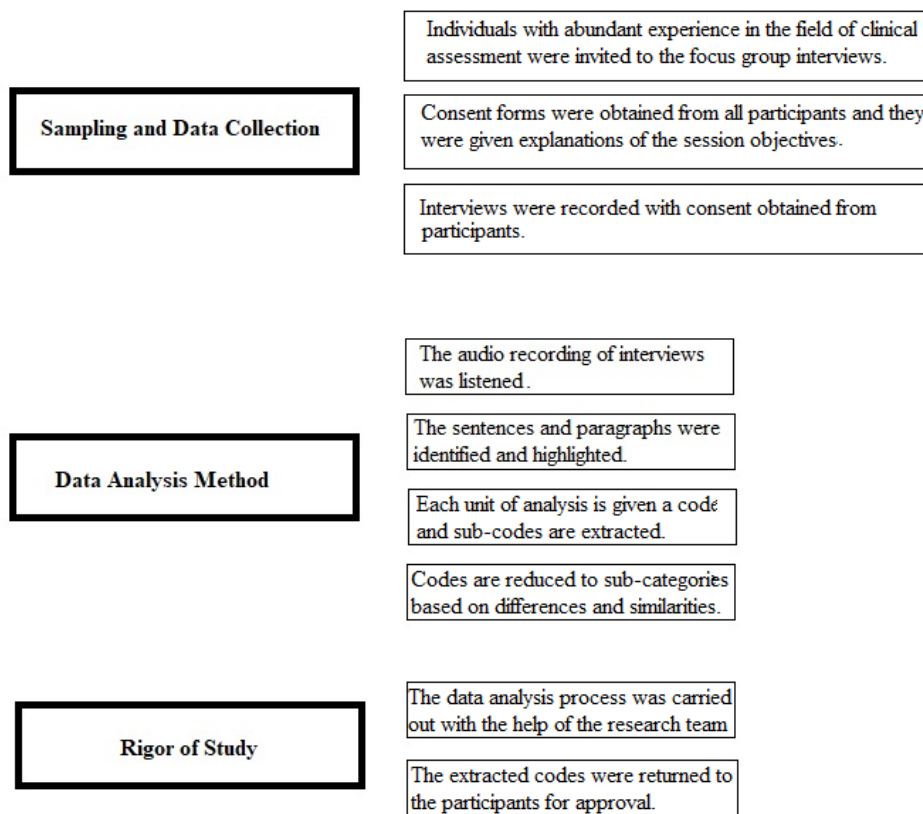 Individuals with abundant experience in the field of clinical
assessment were invited to the focus group interviews.
Sampling and Data Collection
Consent forms were obtained from all participants and they
were given explanations of the session objectives.
Interviews were recorded with consent obtained from
participants.
The audio recording of interviews
was listened.
The sentences and paragraphs were
identified and highlighted.
Data Analysis Method
Each unit of analysis is given a code
and sub-codes are extracted.
Codes are reduced to sub-categories
based on differences and similarities.
The data analysis process was carried
out with the help of the research team
Rigor of Study
The extracted codes were returned to
the participants for approval.